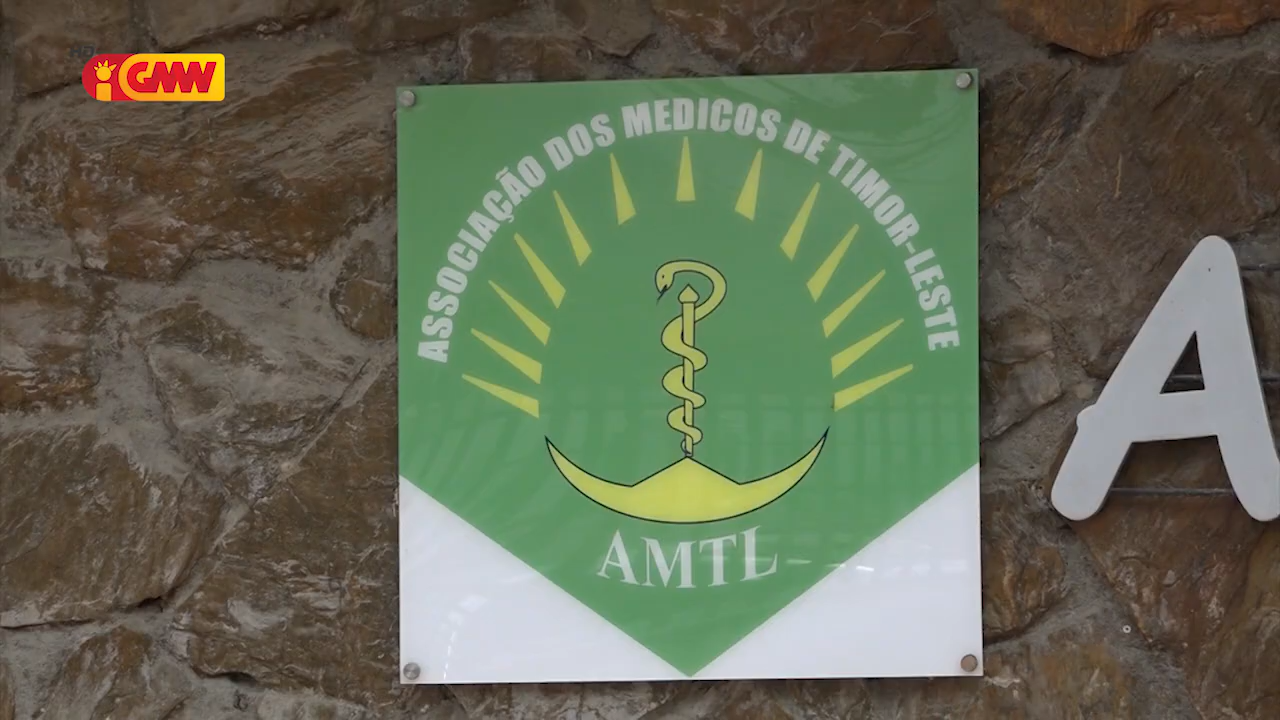 GMW
ASSOCIAÇÃO DOS MEDICOS DE TIMOR-LESTE
AMTL
A